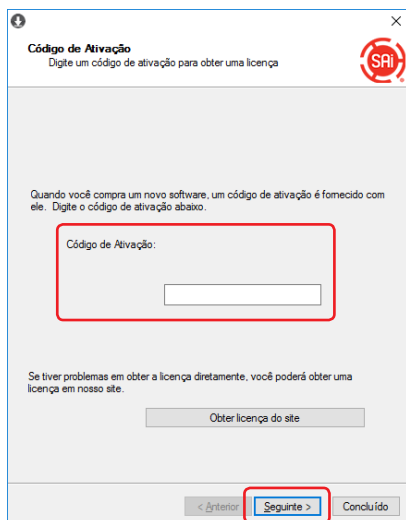 Código de Ativação
Digite um código de ativação para obter uma licença
SAi
Quando você compra um novo software, um código de ativação é fornecido com
ele. Digite o código de ativação abaixo.
Código de Ativação:
Se tiver problemas em obter a licença diretamente, você poderá obter uma
licença em nosso site.
Obter licença do site
< Anterior
Seguinte >
Concluído